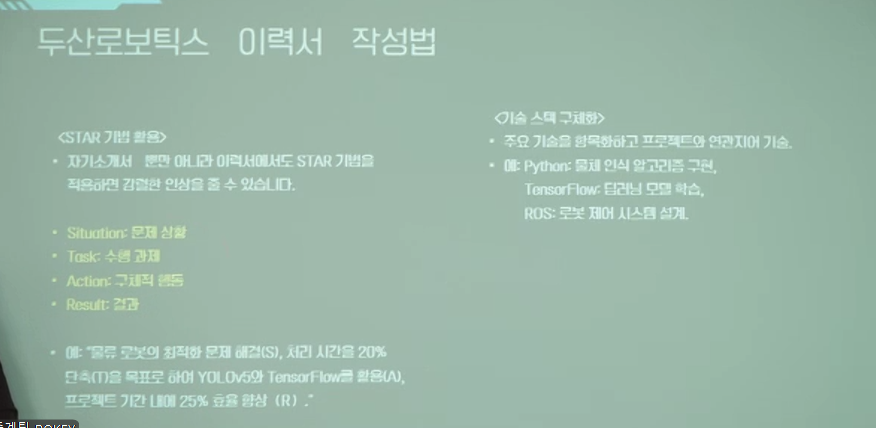 두산로보틱스 이력서 작성법
<STAR 기법 활용>
• 자기소개서 뿐만 아니라 이력서에서도 STAR 기법을
적용하면 강렬한 인상을 줄 수 있습니다.
• Situation: 문제 상황
• Task: 수행 과제
• Action: 구체적 행동
• Result: 결과
• 예: "물류 로봇의 최적화 문제 해결(S), 처리 시간을 20%
단축(T)을 목표로 하여 YOLOv5와 TensorFlow를 활용(A),
프로젝트 기간 내에 25% 효율 향상 (R) ."
<기술 스택 구체화>
• 주요 기술을 항목화하고 프로젝트와 연관지어 기술.
• 예: Python: 물체 인식 알고리즘 구현,
TensorFlow: 딥러닝 모델 학습,
ROS: 로봇 제어 시스템 설계.